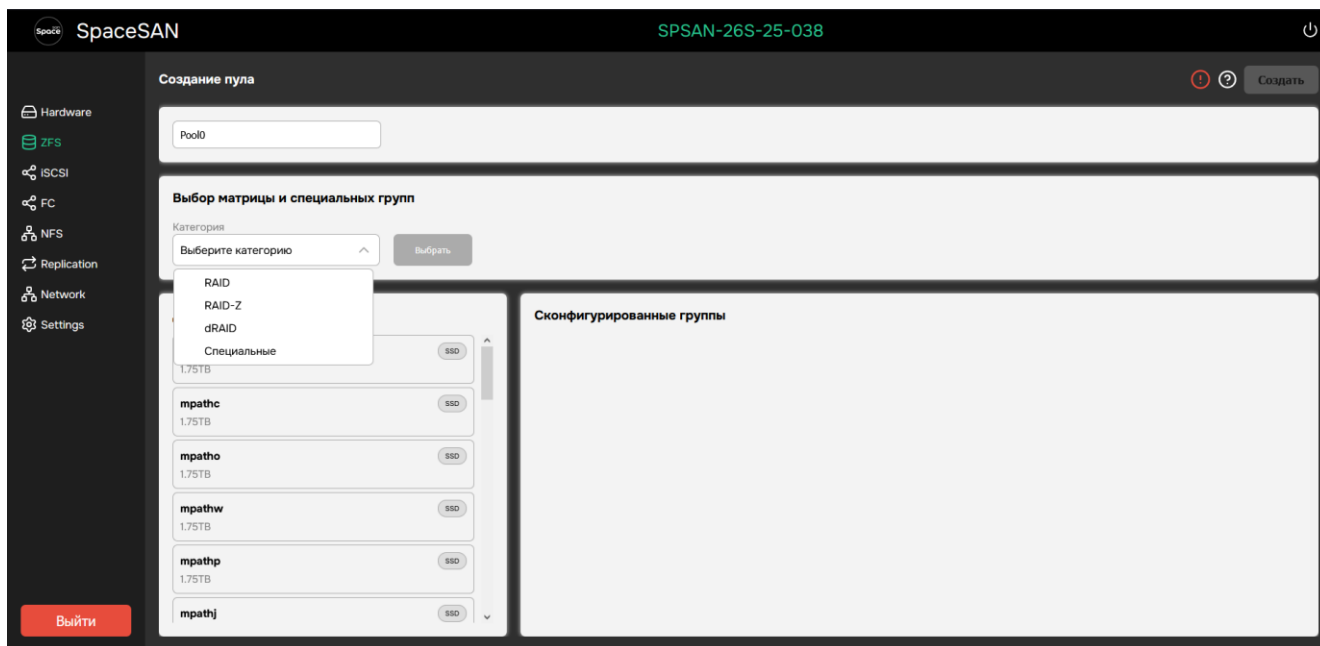 Space
SpaceSAN
SPSAN-26S-25-038
Hardware
ZFS
iSCSI
FC
NFS
Replication
Network
Settings
Выйти
Создание пула
Создать
Pool0
Выбор матрицы и специальных групп
Категория
Выберите категорию
Выбрать
RAID
RAID-Z
dRAID
Специальные
SSD
1.75TB
mpathc
SSD
1.75TB
mpatho
SSD
1.75TB
mpathw
SSD
1.75TB
mpathp
SSD
1.75TB
mpathj
SSD
Сконфигурированные группы